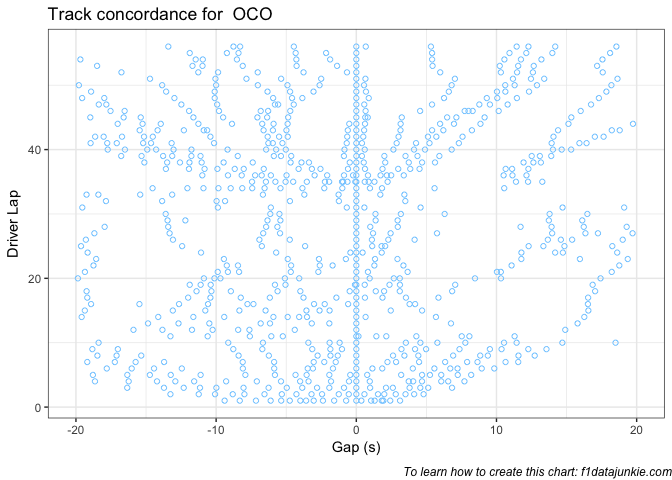 Track concordance for  OCO
Driver Lap
40
20
0
-20
-10
0
10
20
Gap (s)
To learn how to create this chart: f1datajunkie.com